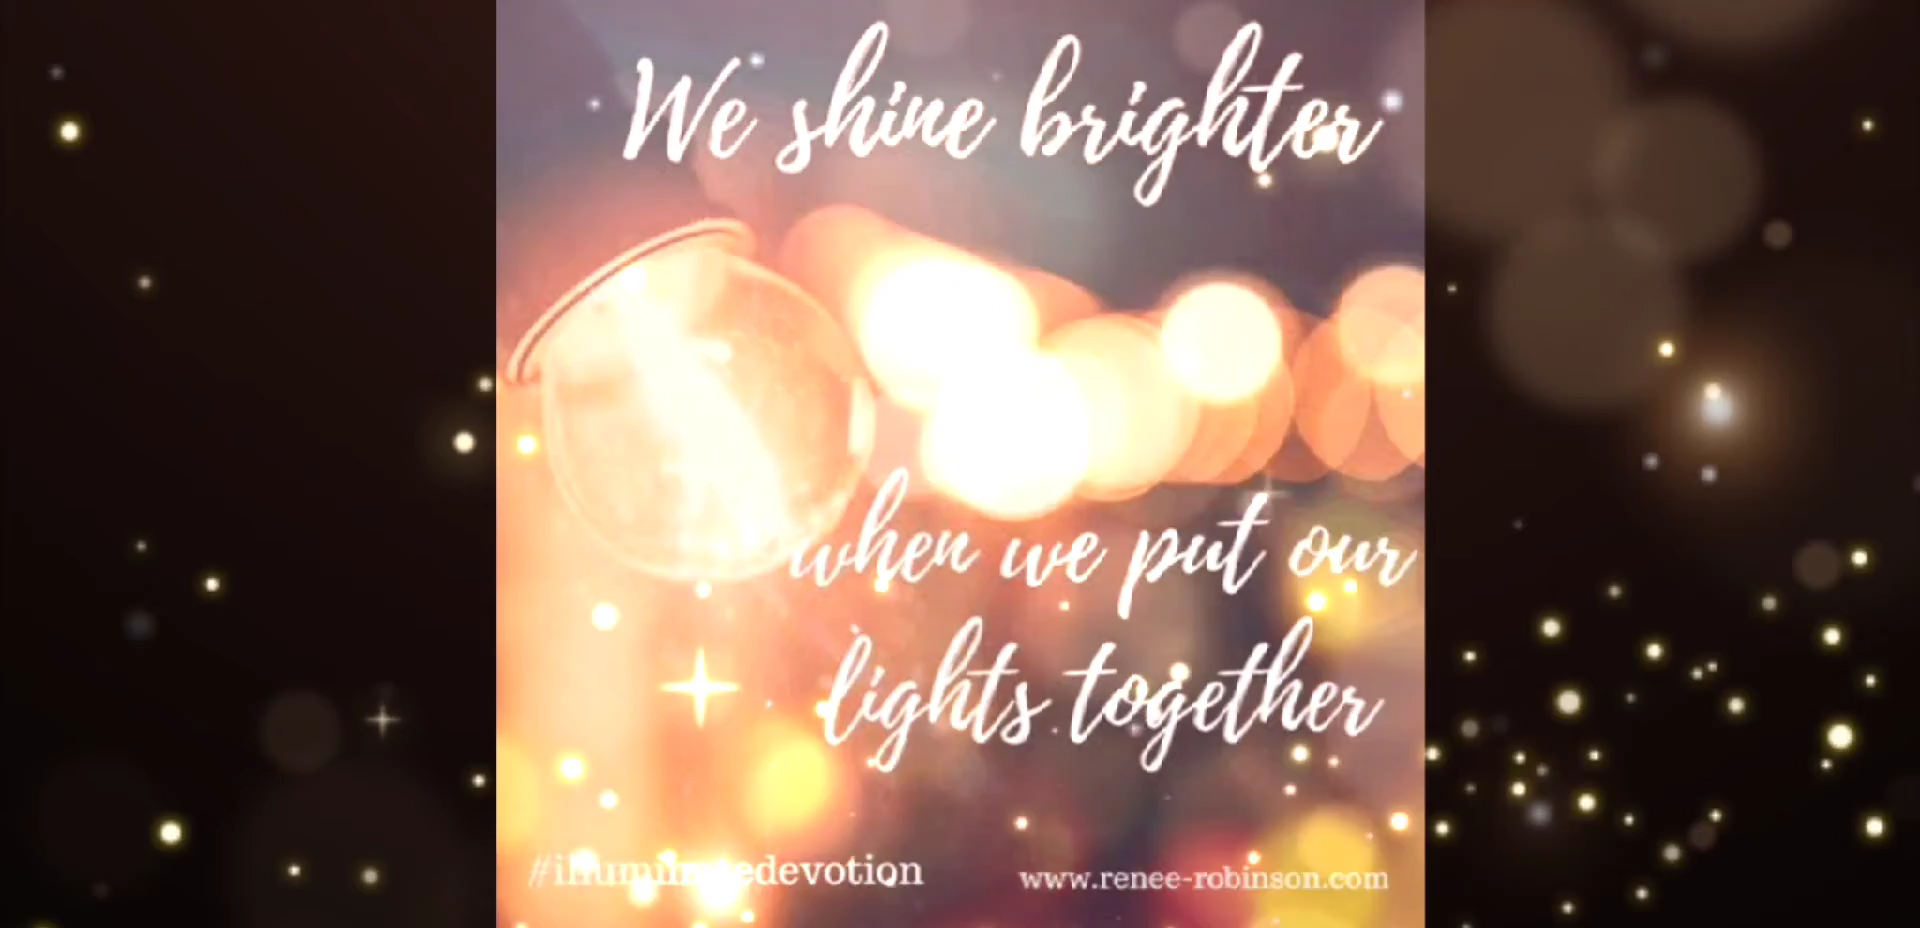 We shine brighter
when we put our
lights together
www.renee-robinson.com